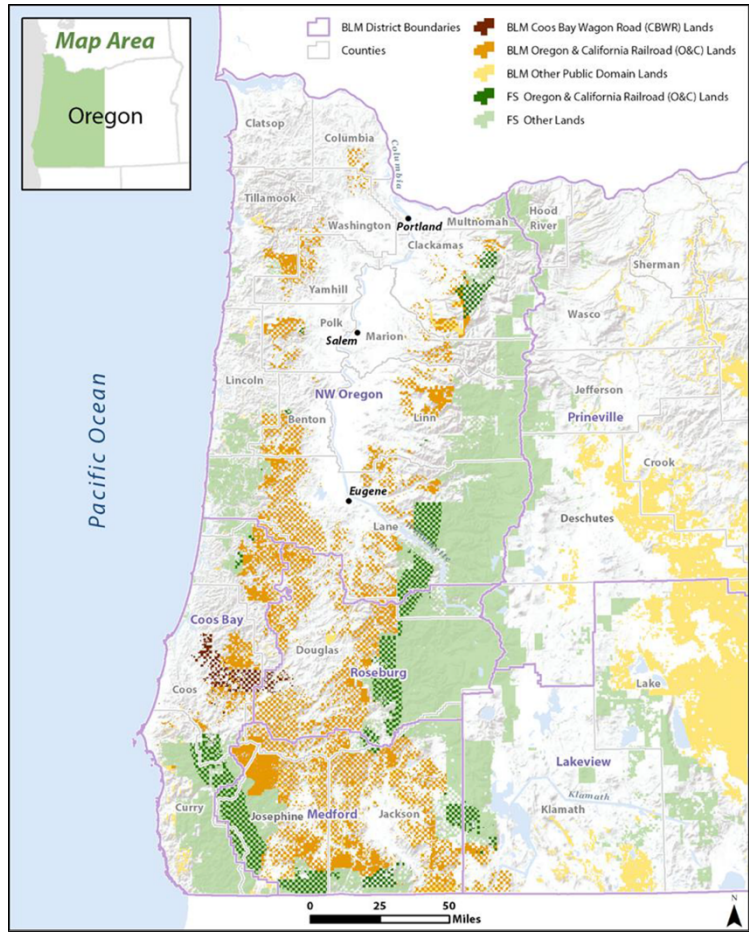 Map Area
Oregon
BLM District Boundaries
Counties
BLM Coos Bay Wagon Road (CBWR) Lands
BLM Oregon & California Railroad (O&C) Lands
BLM Other Public Domain Lands
FS Oregon & California Railroad (O&C) Lands
FS Other Lands
Clatsop
Columbia
Columbia
Tillamook
Washington
Portland
Multnomah
Hood
River
Clackamas
Sherman
Yamhill
Wasco
Polk
Salem
Marion
Lincoln
NW Oregon
Jefferson
Benton
Linn
Prineville
Crook
Pacific Ocean
Eugene
Lane
Deschutes
Coos Bay
Douglas
Roseburg
Coos
Lake
Lakeview
Klamath
Curry
Josephine
Medford
Jackson
Klamath
N
0
25
50
Miles